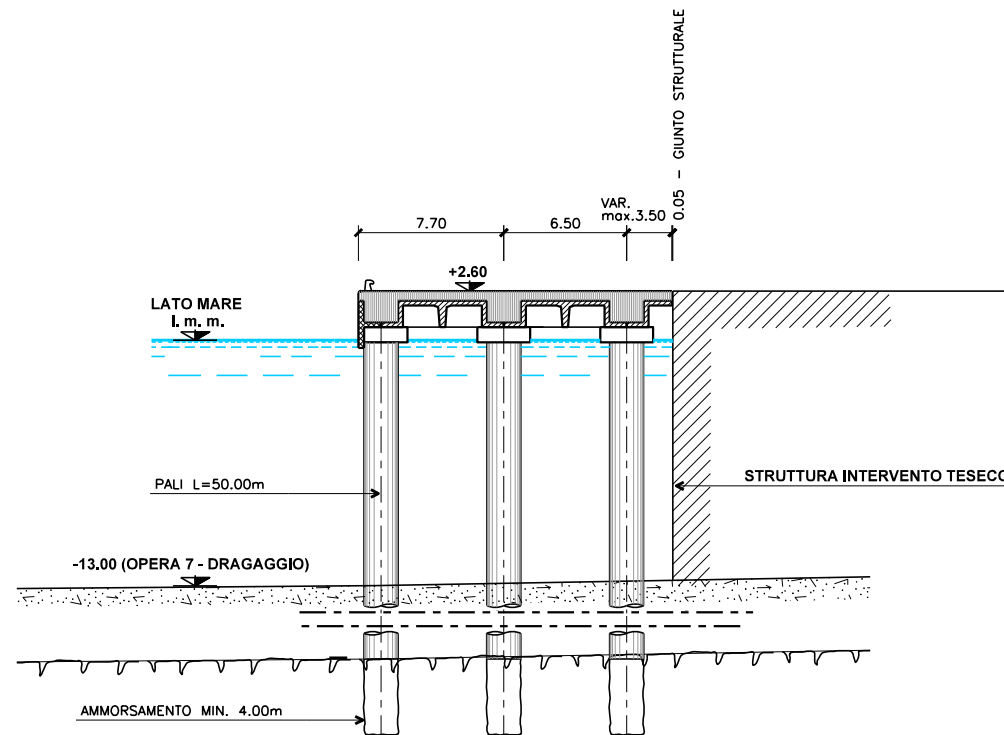 0.05 - GIUNTO STRUTTURALE
VAR.
7.70
6.50
max.3.50
+2.60
LATO MARE
l. m. m.
PALI L=50.00m
STRUTTURA INTERVENTO TESECO
-13.00 (OPERA 7 - DRAGAGGIO)
AMMORSAMENTO MIN. 4.00m